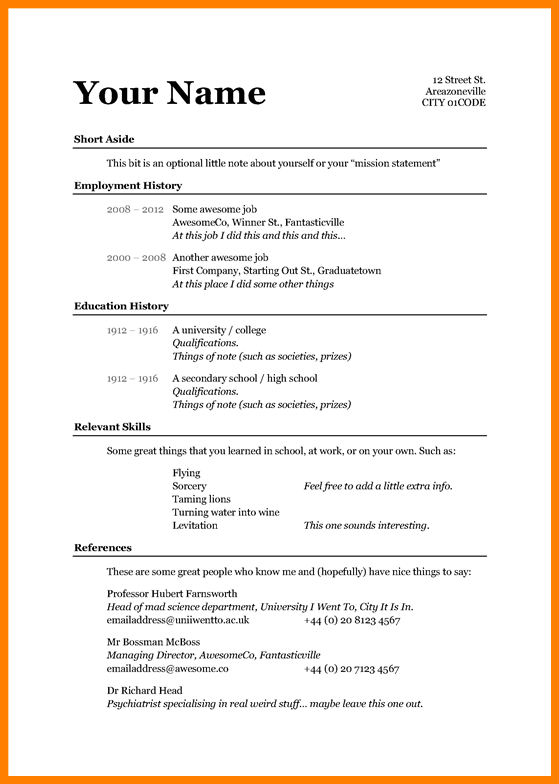 Your Name
12 Street St.
Areazoneville
CITY 01CODE
Short Aside
This bit is an optional little note about yourself or your “mission statement”
Employment History
2008 – 2012 Some awesome job
AwesomeCo, Winner St., Fantasticville
At this job I did this and this and this...
2000 – 2008 Another awesome job
First Company, Starting Out St., Graduatetown
At this place I did some other things
Education History
1912 – 1916 A university / college
Qualifications.
Things of note (such as societies, prizes)
1912 – 1916 A secondary school / high school
Qualifications.
Things of note (such as societies, prizes)
Relevant Skills
Some great things that you learned in school, at work, or on your own. Such as:
Flying
Sorcery Feel free to add a little extra info.
Taming lions
Turning water into wine
Levitation This one sounds interesting.
References
These are some great people who know me and (hopefully) have nice things to say:
Professor Hubert Farnsworth
Head of mad science department, University I Went To, City It Is In.
emailaddress@uniiwentto.ac.uk +44 (0) 20 8123 4567
Mr Bossman McBoss
Managing Director, AwesomeCo, Fantasticville
emailaddress@awesome.co +44 (0) 20 7123 4567
Dr Richard Head
Psychiatrist specialising in real weird stuff... maybe leave this one out.